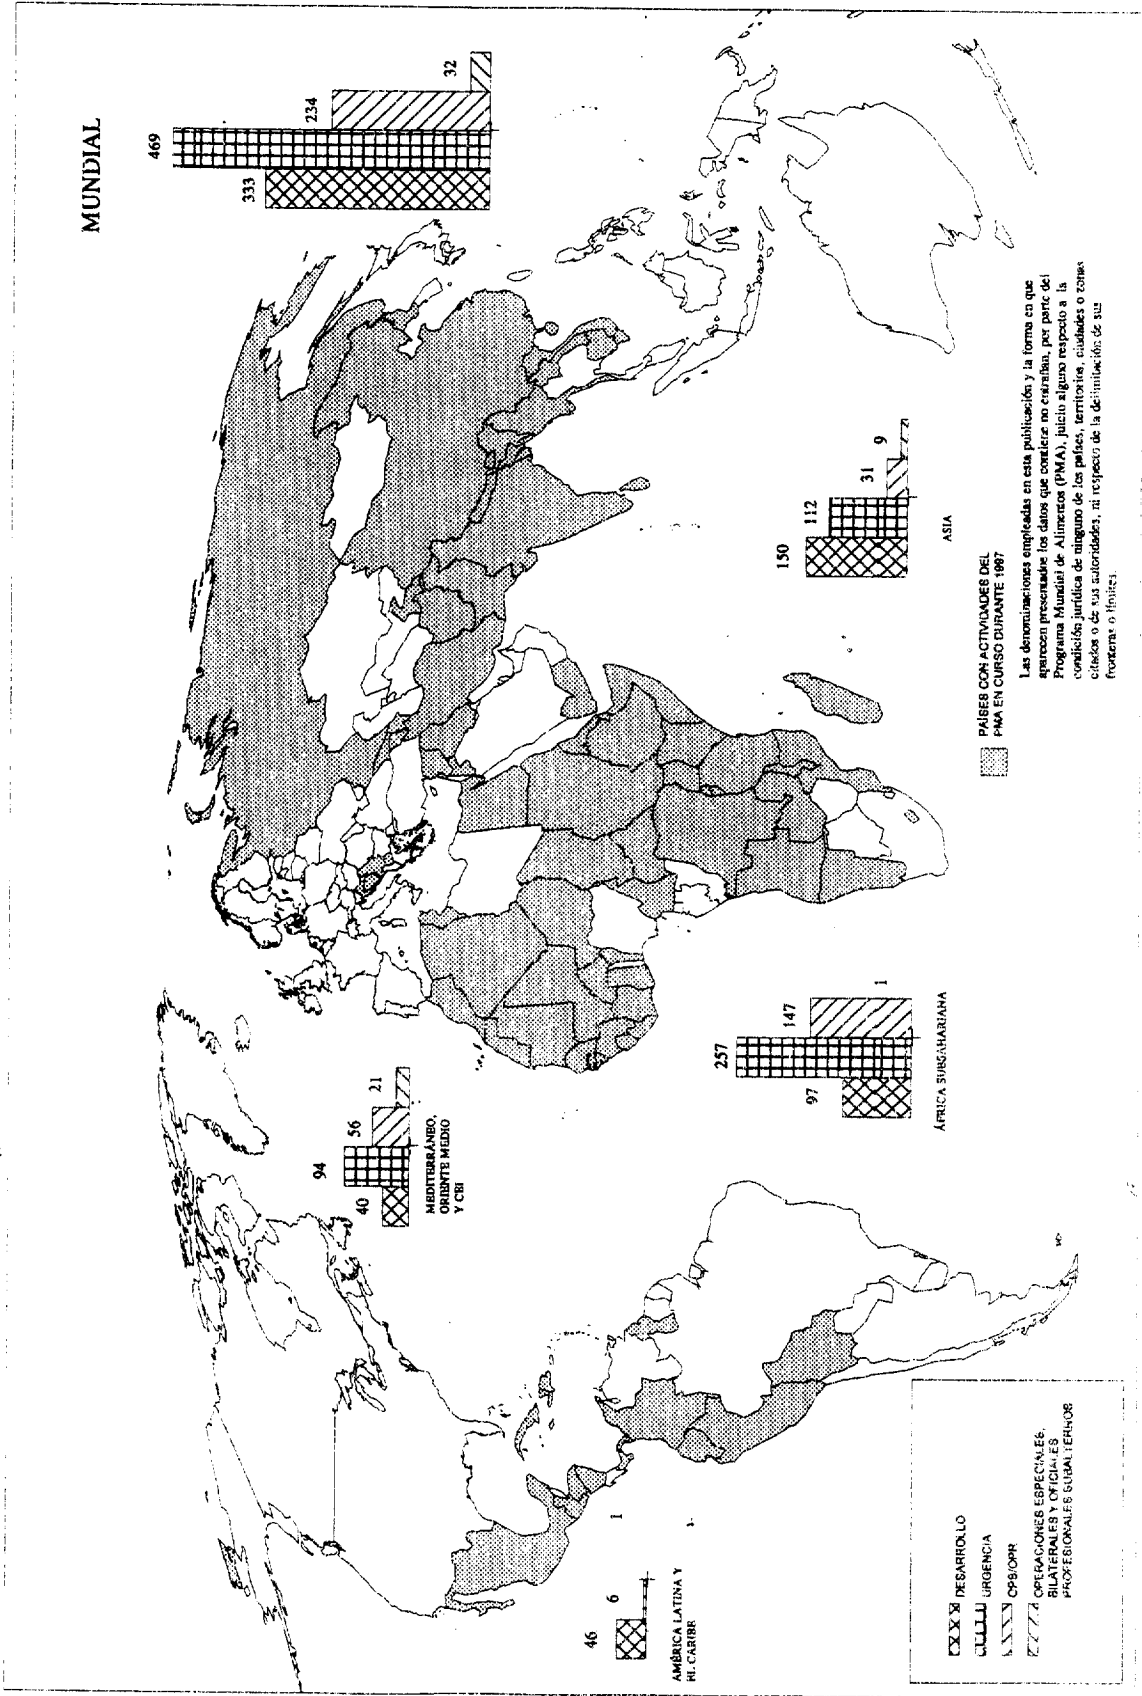 MUNDIAL
333
469
234
32
40
94
56
21
MEDITERRÁNEO,
ORIENTE MEDIO
Y CEI
46
6
1
AMÉRICA LATINA Y
EL CARIBE
97
257
147
1
ÁFRICA SUBSAHARIANA
150
112
31
9
ASIA
DESARROLLO
URGENCIA
CPS/OPR
OPERACIONES ESPECIALES,
BILATERALES Y OFICIALES
PROFESIONALES SUBALTERNOS
PAÍSES CON ACTIVIDADES DEL
PMA EN CURSO DURANTE 1997
Las denominaciones empleadas en esta publicación y la forma en que
aparecen presentados los datos que contiene no entrañan, por parte del
Programa Mundial de Alimentos (PMA), juicio alguno respecto a la
condición jurídica de ninguno de los países, territorios, ciudades o zonas
citados o de sus autoridades, ni respecto de la delimitación de sus
fronteras o límites.